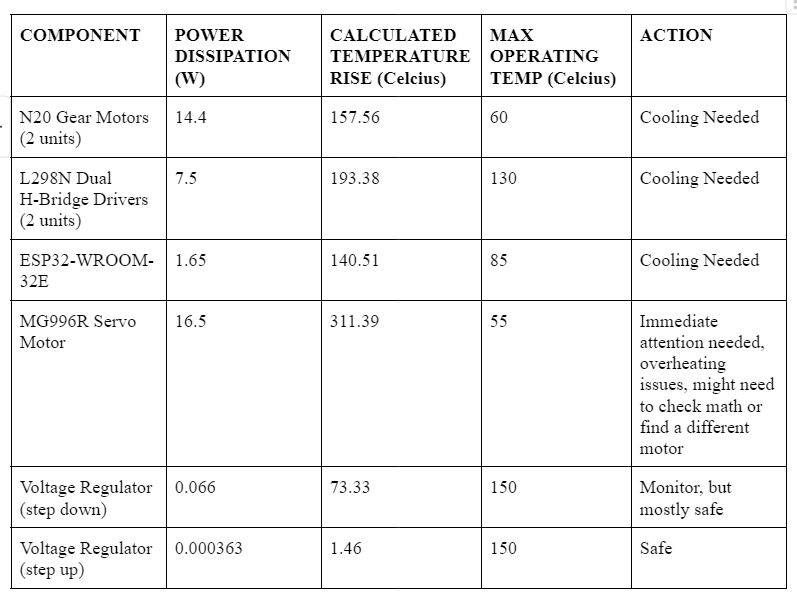 COMPONENT
POWER
DISSIPATION
(W)
CALCULATED
TEMPERATURE
RISE (Celcius)
MAX
OPERATING
TEMP (Celcius)
ACTION
N20 Gear Motors
(2 units)
14.4
157.56
60
Cooling Needed
L298N Dual
H-Bridge Drivers
(2 units)
7.5
193.38
130
Cooling Needed
ESP32-WROOM-
32E
1.65
140.51
85
Cooling Needed
MG996R Servo
Motor
16.5
311.39
55
Immediate
attention needed,
overheating
issues, might need
to check math or
find a different
motor
Voltage Regulator
(step down)
0.066
73.33
150
Monitor, but
mostly safe
Voltage Regulator
(step up)
0.000363
1.46
150
Safe